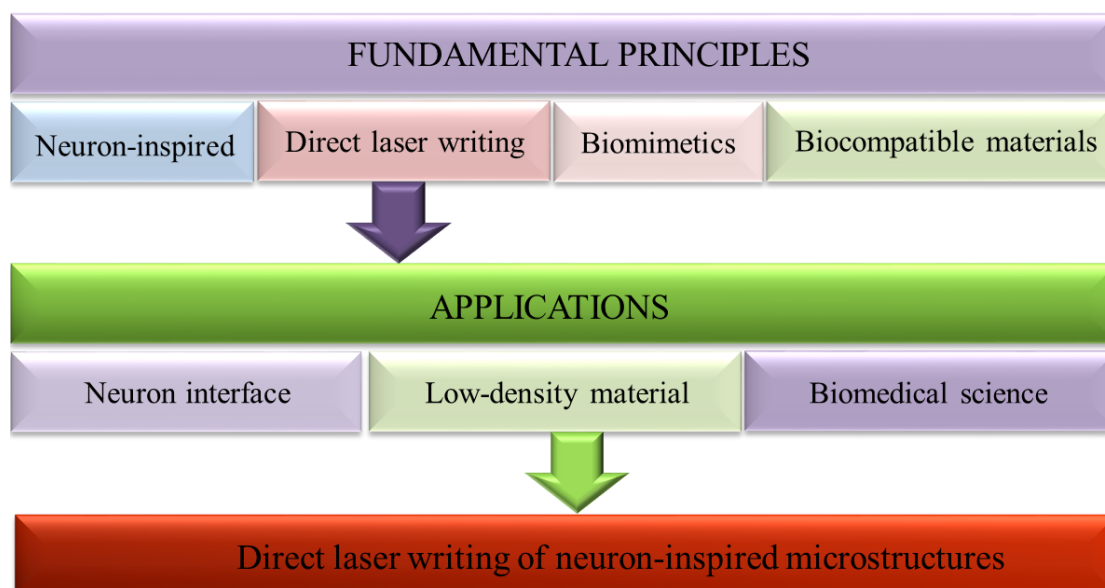 FUNDAMENTAL PRINCIPLES
Neuron-inspired
Direct laser writing
Biomimetics
Biocompatible materials
APPLICATIONS
Neuron interface
Low-density material
Biomedical science
Direct laser writing of neuron-inspired microstructures